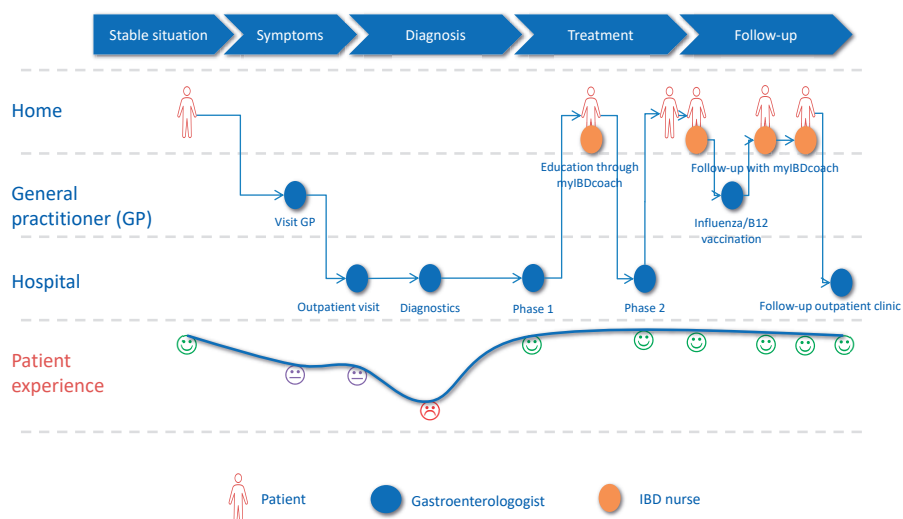 Stable situation
Symptoms
Diagnosis
Treatment
Follow-up
Home
Education through
myIBDcoach
Follow-up with myIBDcoach
General
practitioner (GP)
Visit GP
Influenza/B12
vaccination
Hospital
Outpatient visit
Diagnostics
Phase 1
Phase 2
Follow-up outpatient clinic
Patient
experience
Patient
Gastroenterologogist
IBD nurse